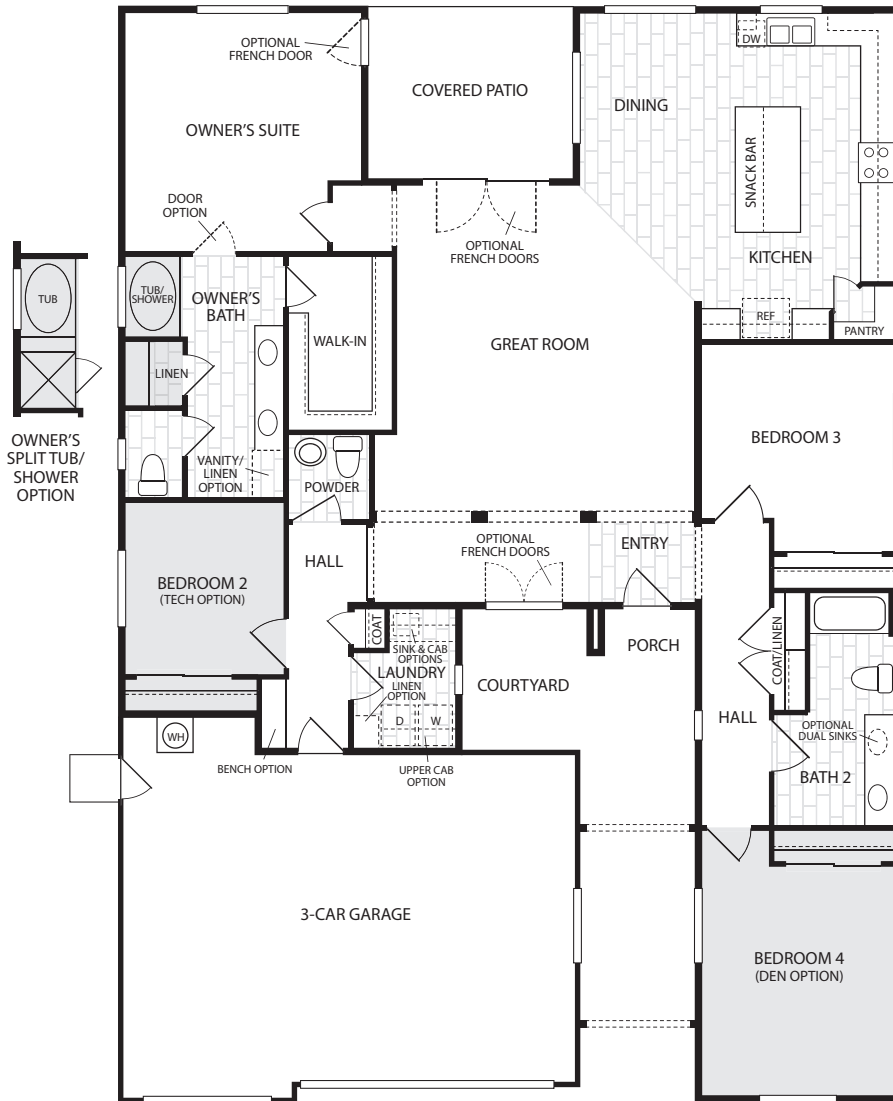 OPTIONAL
FRENCH DOOR
COVERED PATIO
DW
DINING
OWNER'S SUITE
SNACK BAR
DOOR
OPTION
OPTIONAL
FRENCH DOORS
KITCHEN
TUB
TUB/
SHOWER
OWNER'S
BATH
REF
PANTRY
WALK-IN
GREAT ROOM
LINEN
OWNER'S
SPLIT TUB/
SHOWER
OPTION
BEDROOM 3
VANITY/
LINEN
OPTION
POWDER
OPTIONAL
FRENCH DOORS
ENTRY
HALL
BEDROOM 2
(TECH OPTION)
COAT
SINK & CAB
OPTIONS
LAUNDRY
LINEN
OPTION
PORCH
COURTYARD
COAT/LINEN
D
W
HALL
OPTIONAL
DUAL SINKS
WH
BENCH OPTION
UPPER CAB
OPTION
BATH 2
3-CAR GARAGE
BEDROOM 4
(DEN OPTION)